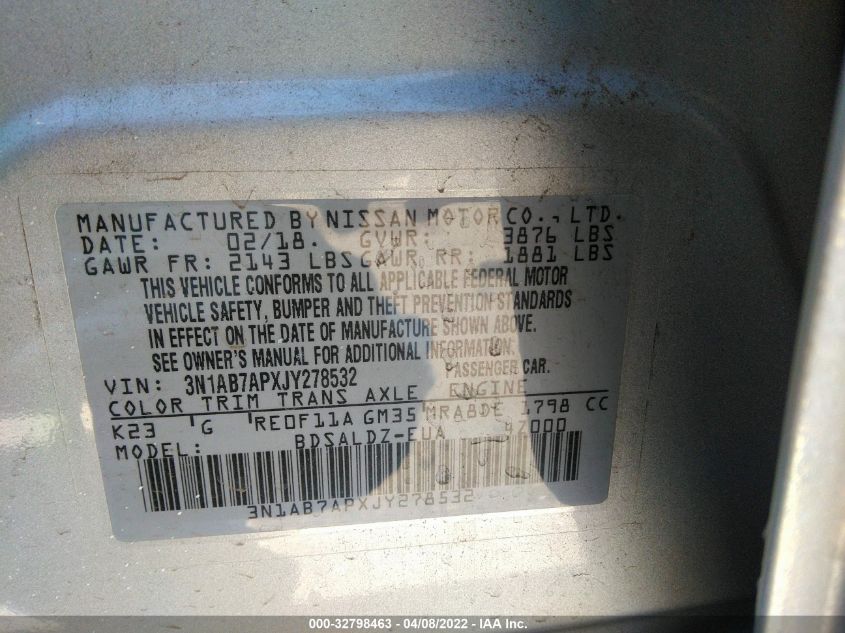 MANUFACTURED BY NISSAN MOTOR CO., LTD.
DATE: 02/18. GVWR: 3876 LBS
GAWR FR: 2143 LBS GAWR RR: 1881 LBS
THIS VEHICLE CONFORMS TO ALL APPLICABLE FEDERAL MOTOR
VEHICLE SAFETY, BUMPER AND THEFT PREVENTION STANDARDS
IN EFFECT ON THE DATE OF MANUFACTURE SHOWN ABOVE.
SEE OWNER'S MANUAL FOR ADDITIONAL INFORMATION.
PASSENGER CAR.
VIN: 3N1AB7APXJY278532
COLOR TRIM TRANS AXLE ENGINE
K23 G RE0F11A GM35 MRA8DE 1798 CC
MODEL: BDSALDZ-EUA 47000
3N1AB7APXJY278532
000-32798463 - 04/08/2022 - IAA Inc.